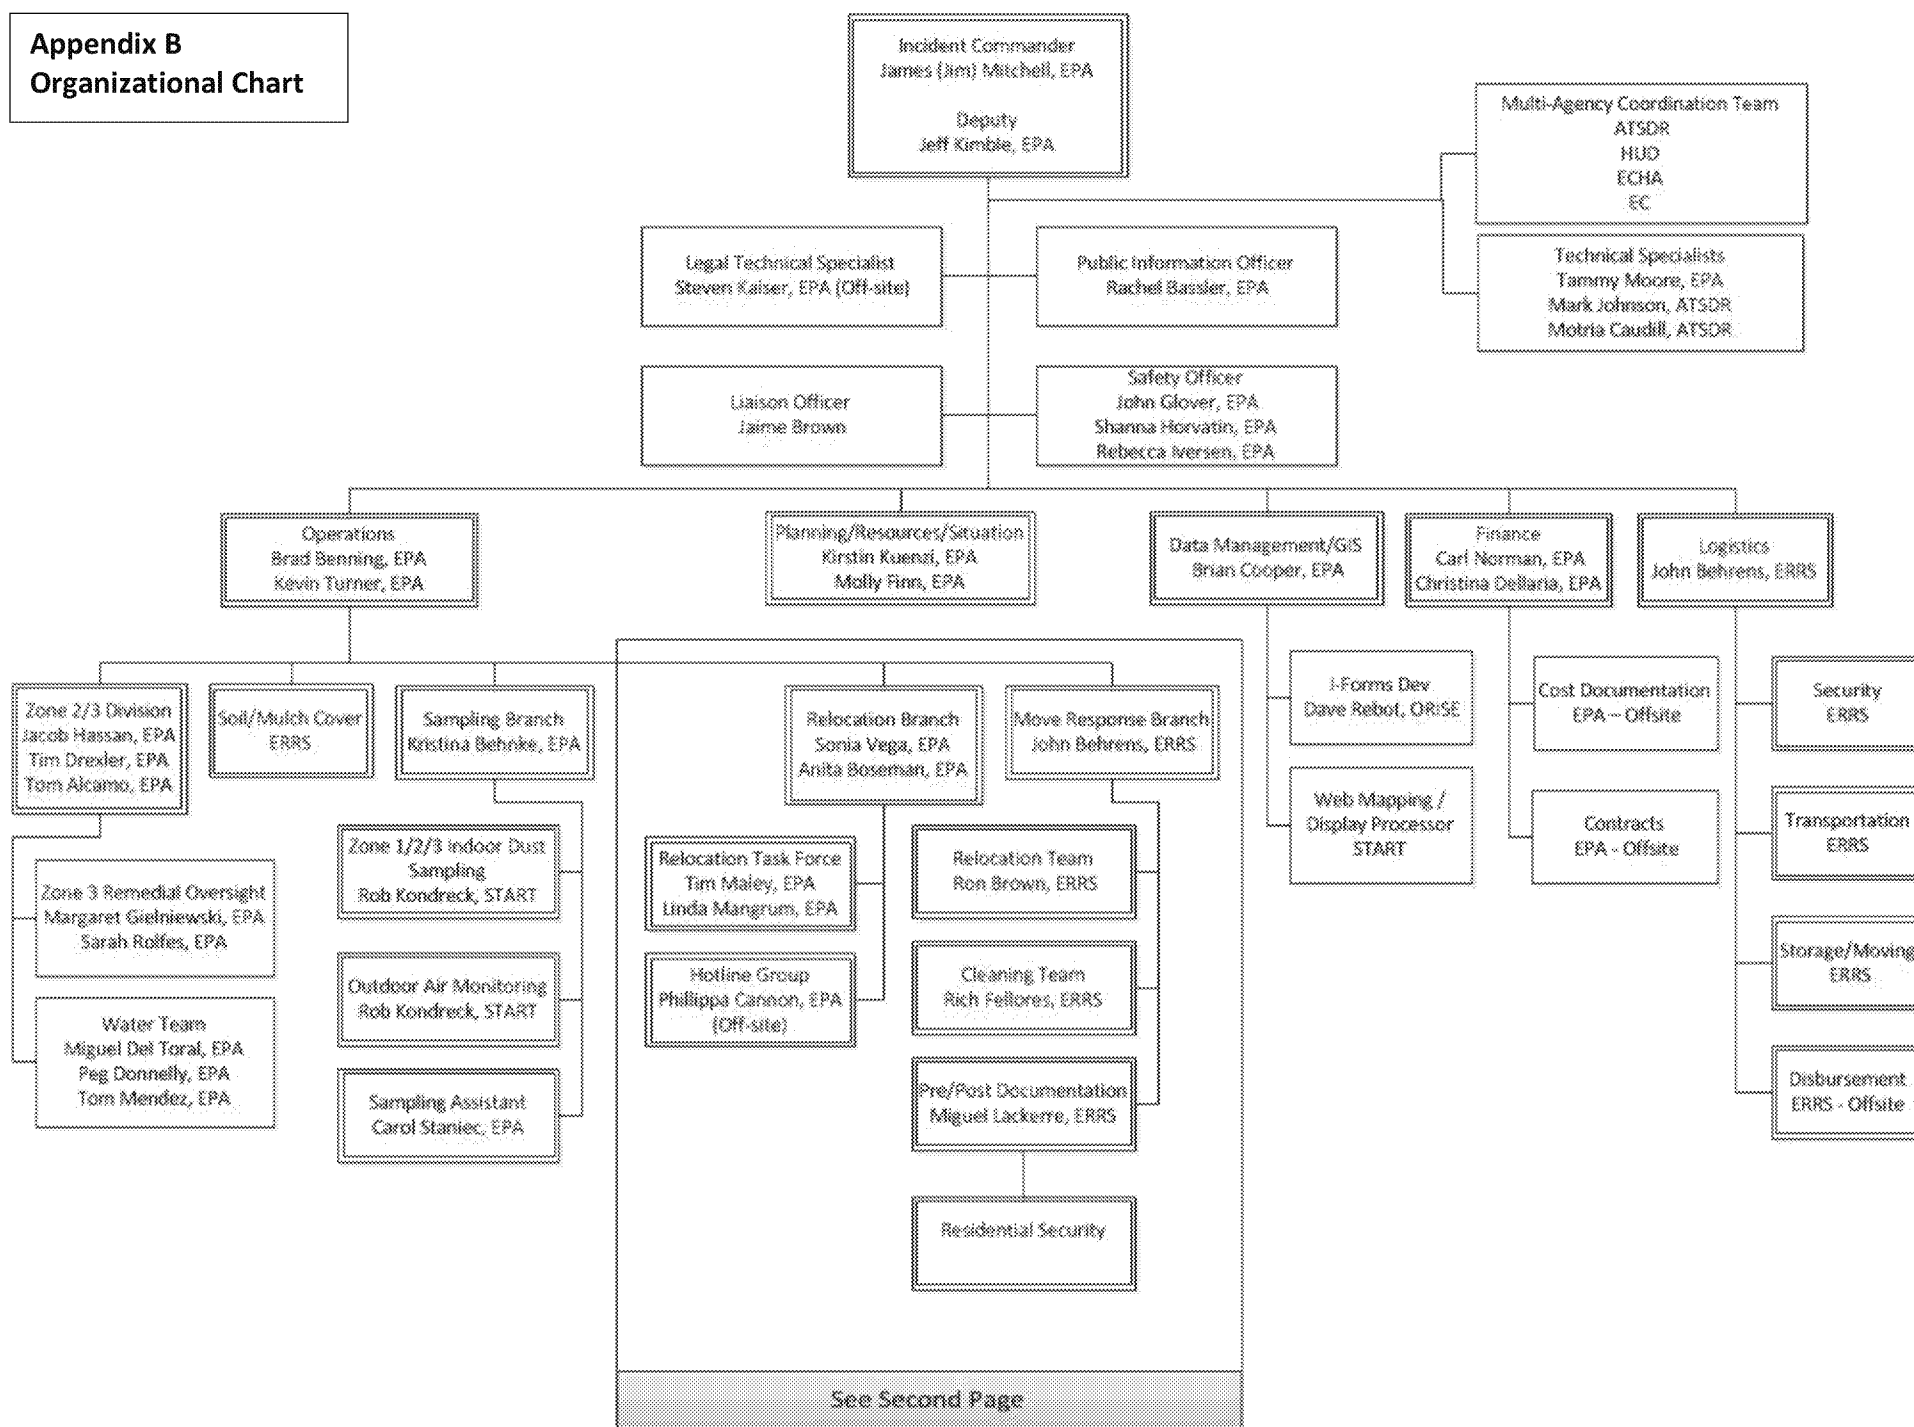 Appendix B
Organizational Chart
Incident Commander
James (Jim) Mitchell, EPA
Deputy
Jeff Kimble, EPA
Multi-Agency Coordination Team
ATSDR
HUD
ECHA
EC
Legal Technical Specialist
Steven Kaiser, EPA (Off-site)
Public Information Officer
Rachel Bassler, EPA
Technical Specialists
Tammy Moore, EPA
Mark Johnson, ATSDR
Motria Caudill, ATSDR
Liaison Officer
Jaime Brown
Safety Officer
John Glover, EPA
Shanna Horvatin, EPA
Rebecca Iversen, EPA
Operations
Brad Benning, EPA
Kevin Turner, EPA
Planning/Resources/Situation
Kirstin Kuenzi, EPA
Molly Finn, EPA
Data Management/GIS
Brian Cooper, EPA
Finance
Carl Norman, EPA
Christina Dellaria, EPA
Logistics
John Behrens, ERRS
Zone 2/3 Division
Jacob Hassan, EPA
Tim Drexler, EPA
Tom Alcamo, EPA
Soil/Mulch Cover
ERRS
Sampling Branch
Kristina Behnke, EPA
Relocation Branch
Sonia Vega, EPA
Anita Boseman, EPA
Move Response Branch
John Behrens, ERRS
I-Forms Dev
Dave Rebot, ORISE
Cost Documentation
EPA – Offsite
Security
ERRS
Zone 3 Remedial Oversight
Margaret Gielniewski, EPA
Sarah Rolfes, EPA
Water Team
Miguel Del Toral, EPA
Peg Donnelly, EPA
Tom Mendez, EPA
Zone 1/2/3 Indoor Dust
Sampling
Rob Kondreck, START
Outdoor Air Monitoring
Rob Kondreck, START
Sampling Assistant
Carol Staniec, EPA
Relocation Task Force
Tim Maley, EPA
Linda Mangrum, EPA
Hotline Group
Phillippa Cannon, EPA
(Off-site)
Relocation Team
Ron Brown, ERRS
Cleaning Team
Rich Fellores, ERRS
Pre/Post Documentation
Miguel Lackerre, ERRS
Residential Security
Web Mapping /
Display Processor
START
Contracts
EPA - Offsite
Transportation
ERRS
Storage/Moving
ERRS
Disbursement
ERRS - Offsite
See Second Page